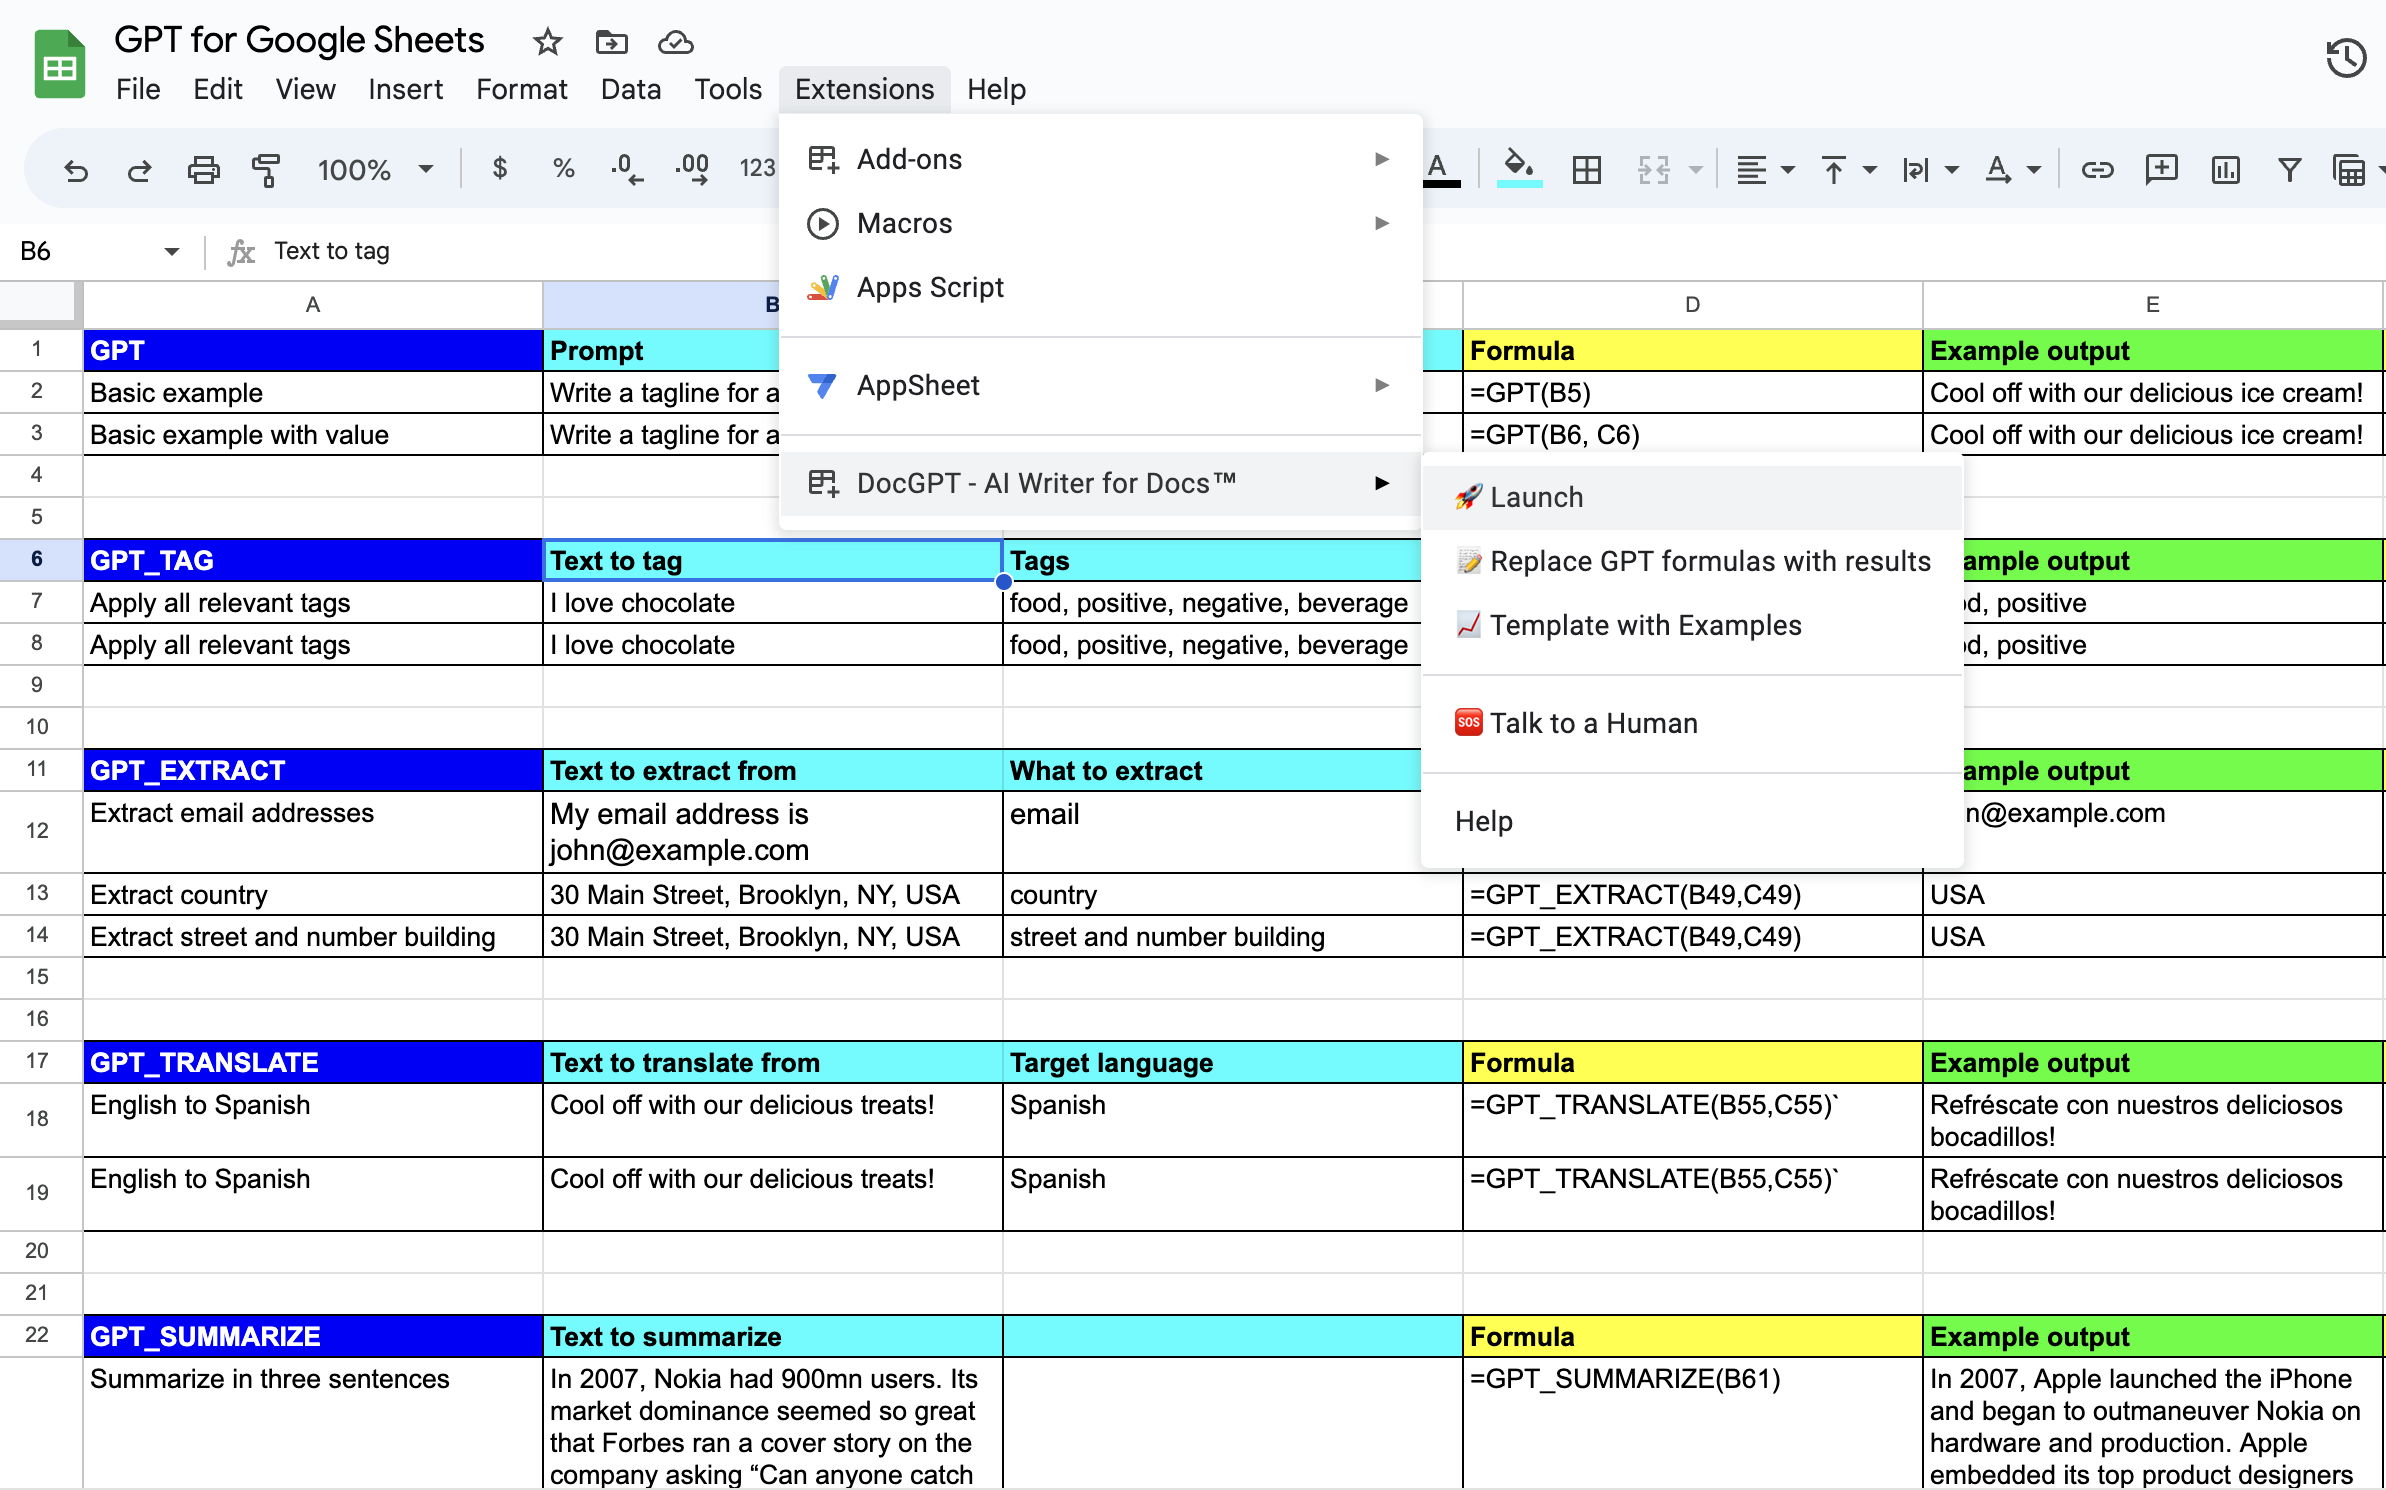 GPT for Google Sheets
File Edit View Insert Format Data Tools Extensions Help
100% $ % .0 .00 123 A A
B6 fx Text to tag
Add-ons
Macros
Apps Script
AppSheet
DocGPT - AI Writer for Docs™
🚀 Launch
📝 Replace GPT formulas with results
📈 Template with Examples
🆘 Talk to a Human
Help
A B D E
1 GPT Prompt Formula Example output
2 Basic example Write a tagline for a =GPT(B5) Cool off with our delicious ice cream!
3 Basic example with value Write a tagline for a =GPT(B6, C6) Cool off with our delicious ice cream!
4
5
6 GPT_TAG Text to tag Tags ample output
7 Apply all relevant tags I love chocolate food, positive, negative, beverage d, positive
8 Apply all relevant tags I love chocolate food, positive, negative, beverage d, positive
9
10
11 GPT_EXTRACT Text to extract from What to extract ample output
12 Extract email addresses My email address is email n@example.com
john@example.com
13 Extract country 30 Main Street, Brooklyn, NY, USA country =GPT_EXTRACT(B49,C49) USA
14 Extract street and number building 30 Main Street, Brooklyn, NY, USA street and number building =GPT_EXTRACT(B49,C49) USA
15
16
17 GPT_TRANSLATE Text to translate from Target language Formula Example output
18 English to Spanish Cool off with our delicious treats! Spanish =GPT_TRANSLATE(B55,C55)` Refréscate con nuestros deliciosos
bocadillos!
19 English to Spanish Cool off with our delicious treats! Spanish =GPT_TRANSLATE(B55,C55)` Refréscate con nuestros deliciosos
bocadillos!
20
21
22 GPT_SUMMARIZE Text to summarize Formula Example output
Summarize in three sentences In 2007, Nokia had 900mn users. Its =GPT_SUMMARIZE(B61) In 2007, Apple launched the iPhone
market dominance seemed so great and began to outmaneuver Nokia on
that Forbes ran a cover story on the hardware and production. Apple
company asking “Can anyone catch embedded its top product designers